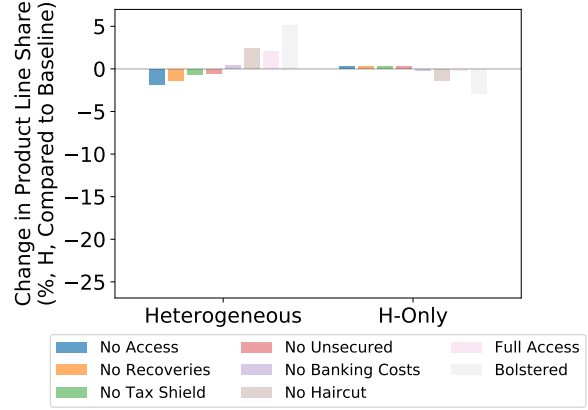 Change in Product Line Share
(%, H, Compared to Baseline)
5
0
−5
−10
−15
−20
−25
Heterogeneous H-Only
No Access No Unsecured Full Access
No Recoveries No Banking Costs Bolstered
No Tax Shield No Haircut